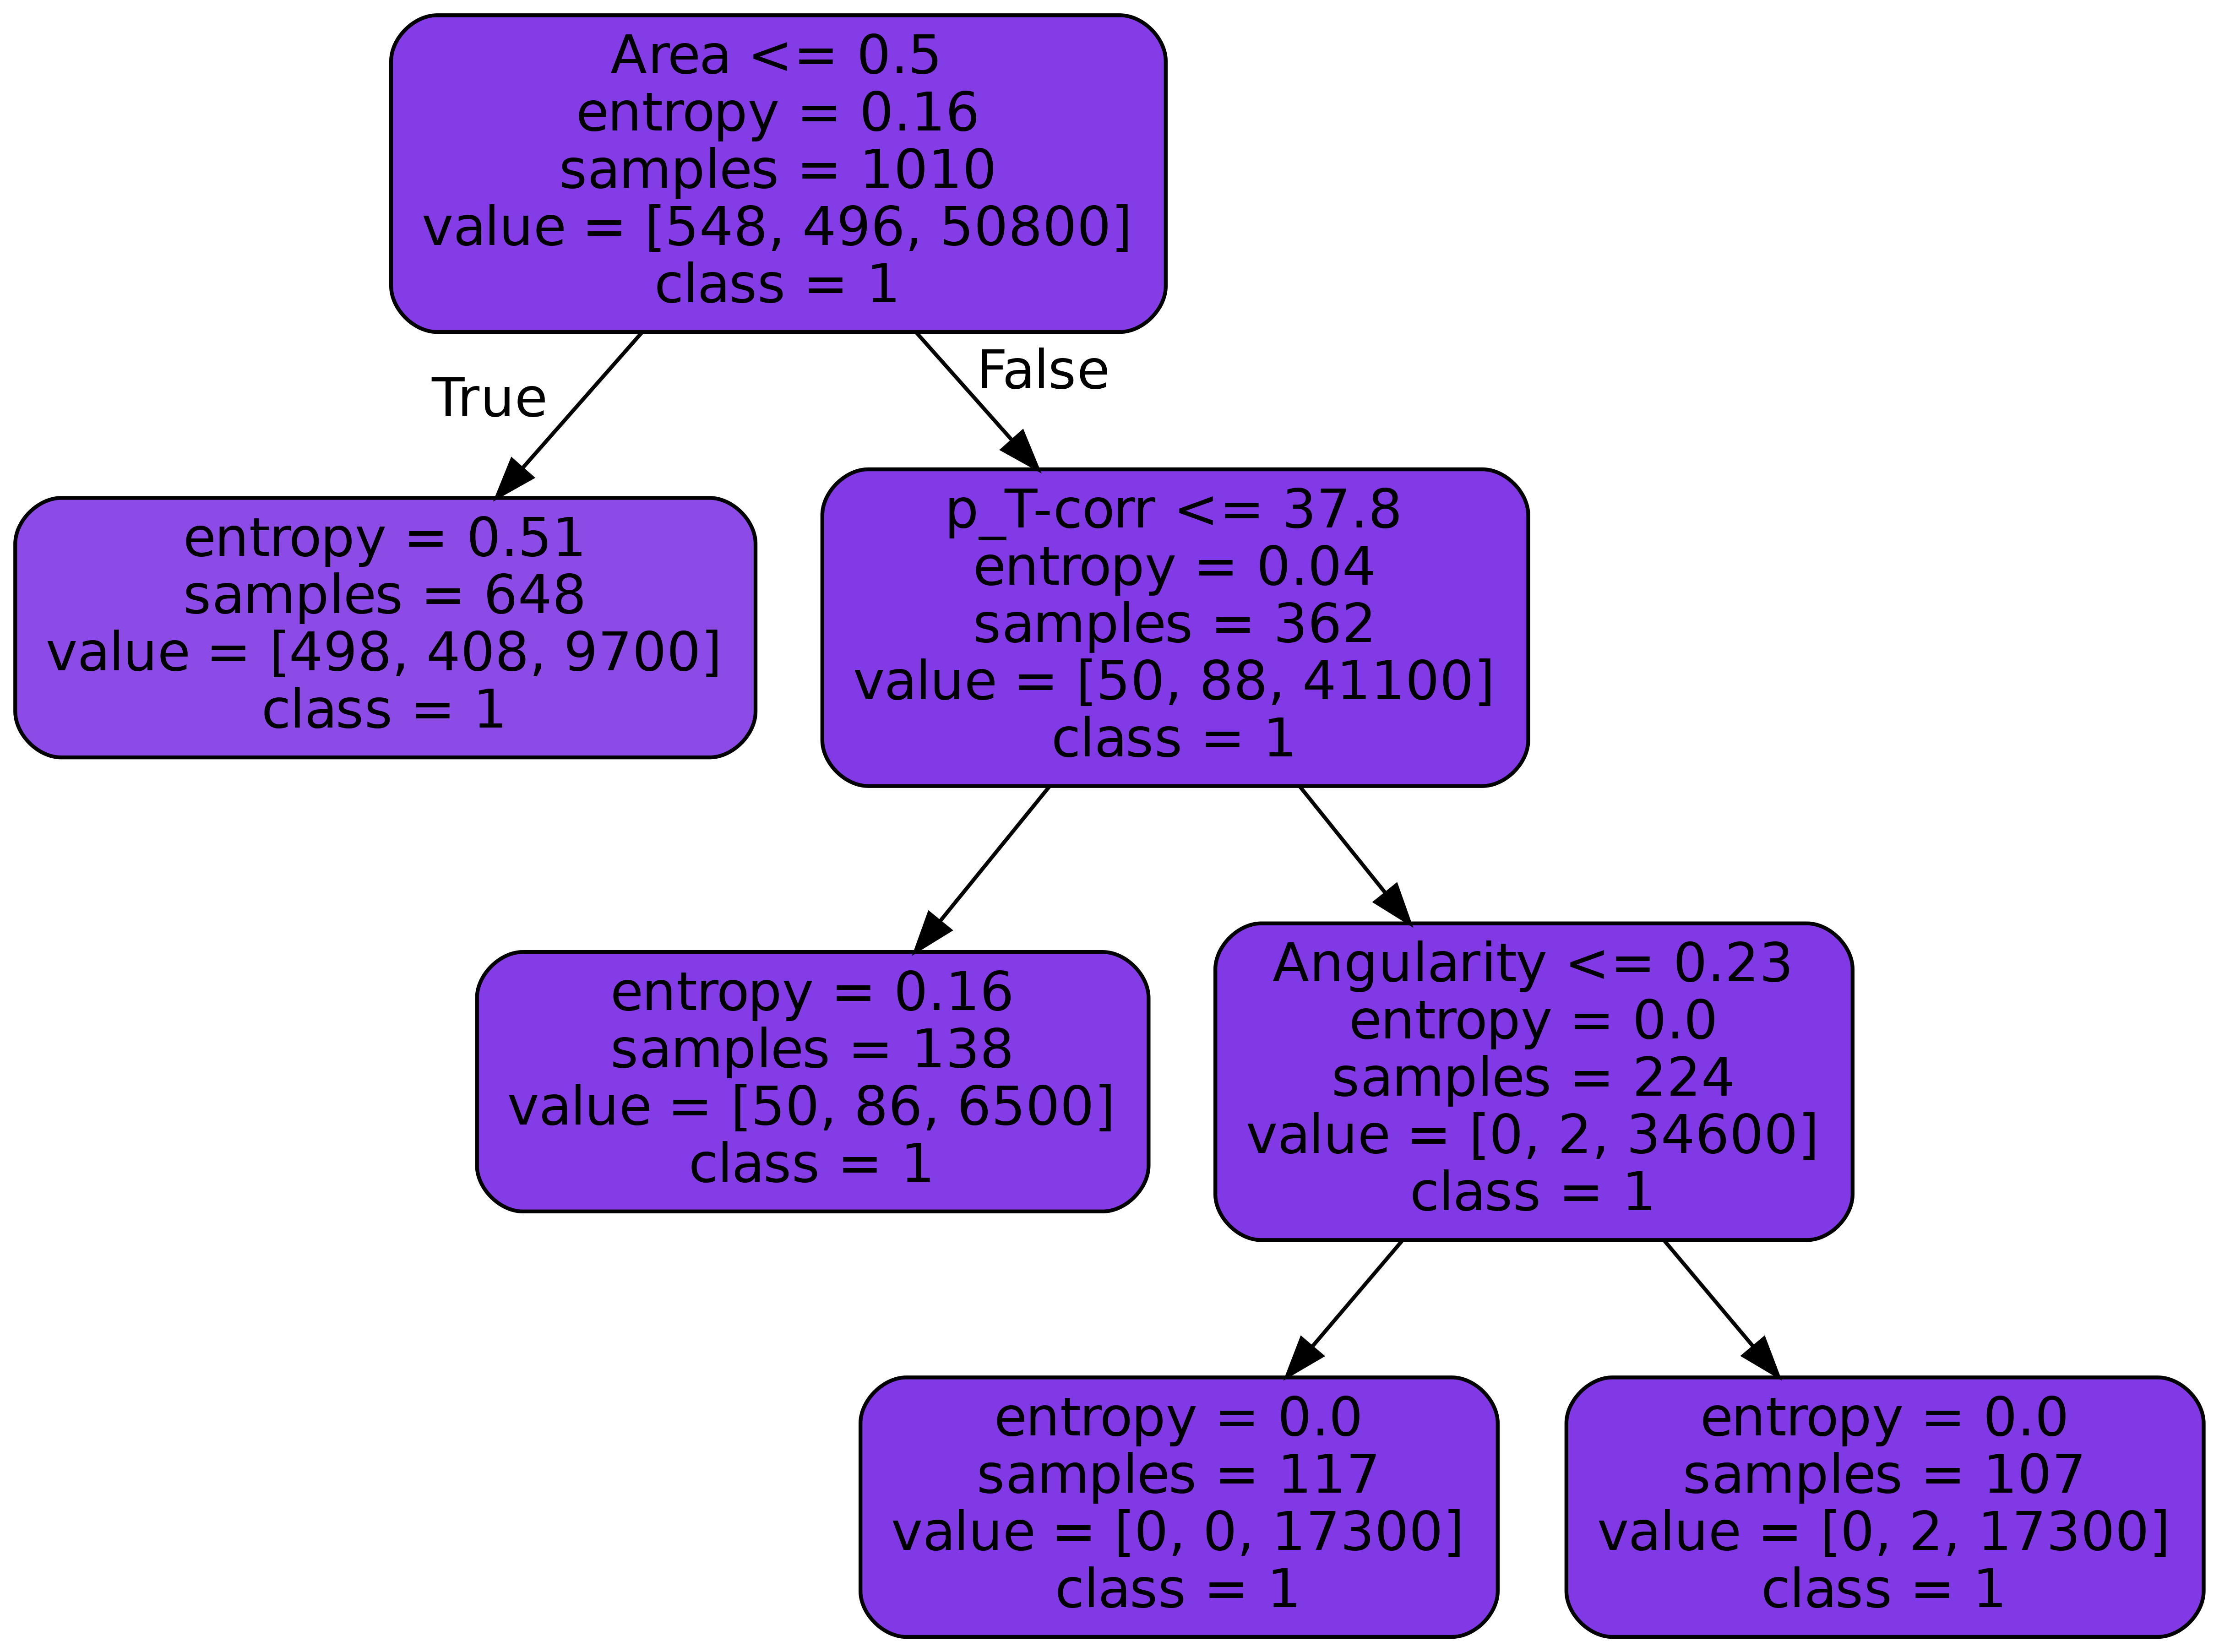 Area <= 0.5
entropy = 0.16
samples = 1010
value = [548, 496, 50800]
class = 1
True
False
entropy = 0.51
samples = 648
value = [498, 408, 9700]
class = 1
p_T-corr <= 37.8
entropy = 0.04
samples = 362
value = [50, 88, 41100]
class = 1
entropy = 0.16
samples = 138
value = [50, 86, 6500]
class = 1
Angularity <= 0.23
entropy = 0.0
samples = 224
value = [0, 2, 34600]
class = 1
entropy = 0.0
samples = 117
value = [0, 0, 17300]
class = 1
entropy = 0.0
samples = 107
value = [0, 2, 17300]
class = 1